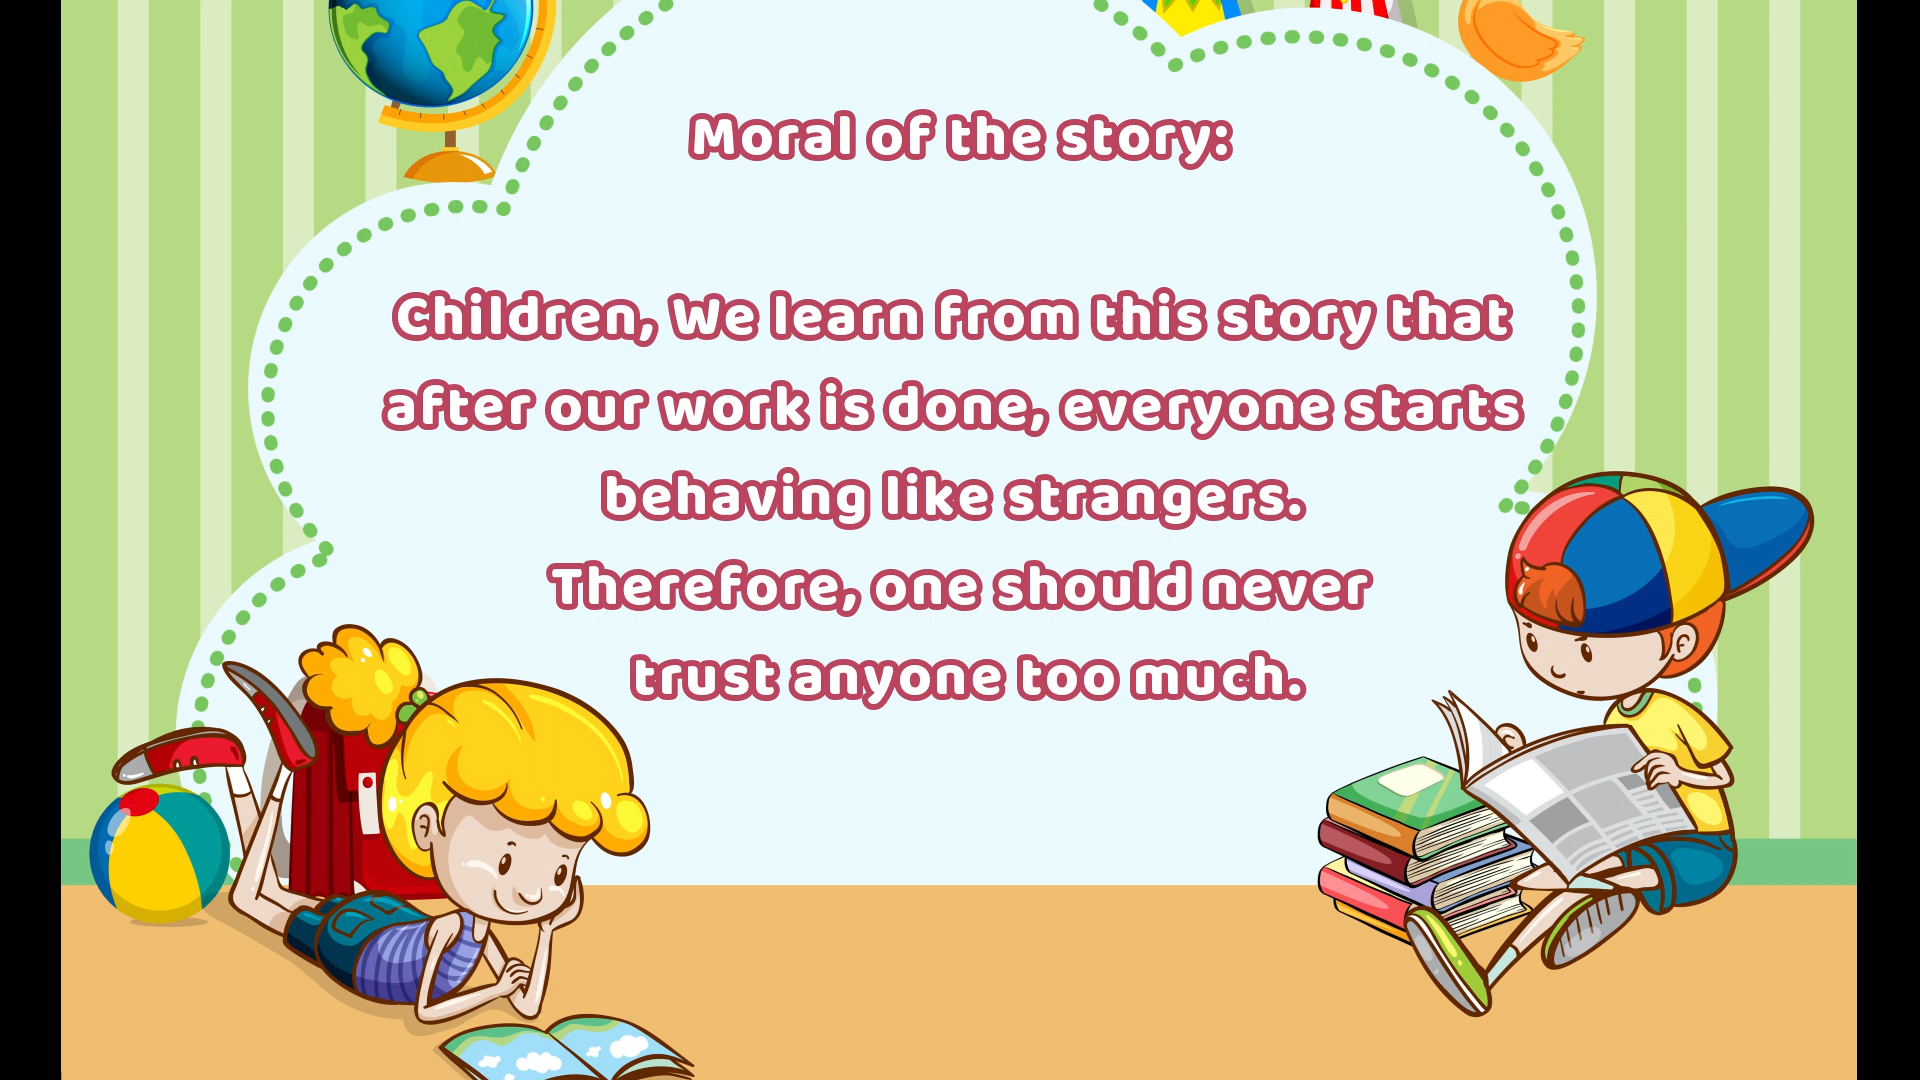 Moral of the story:
Children, We learn from this story that
after our work is done, everyone starts
behaving like strangers.
Therefore, one should never
trust anyone too much.